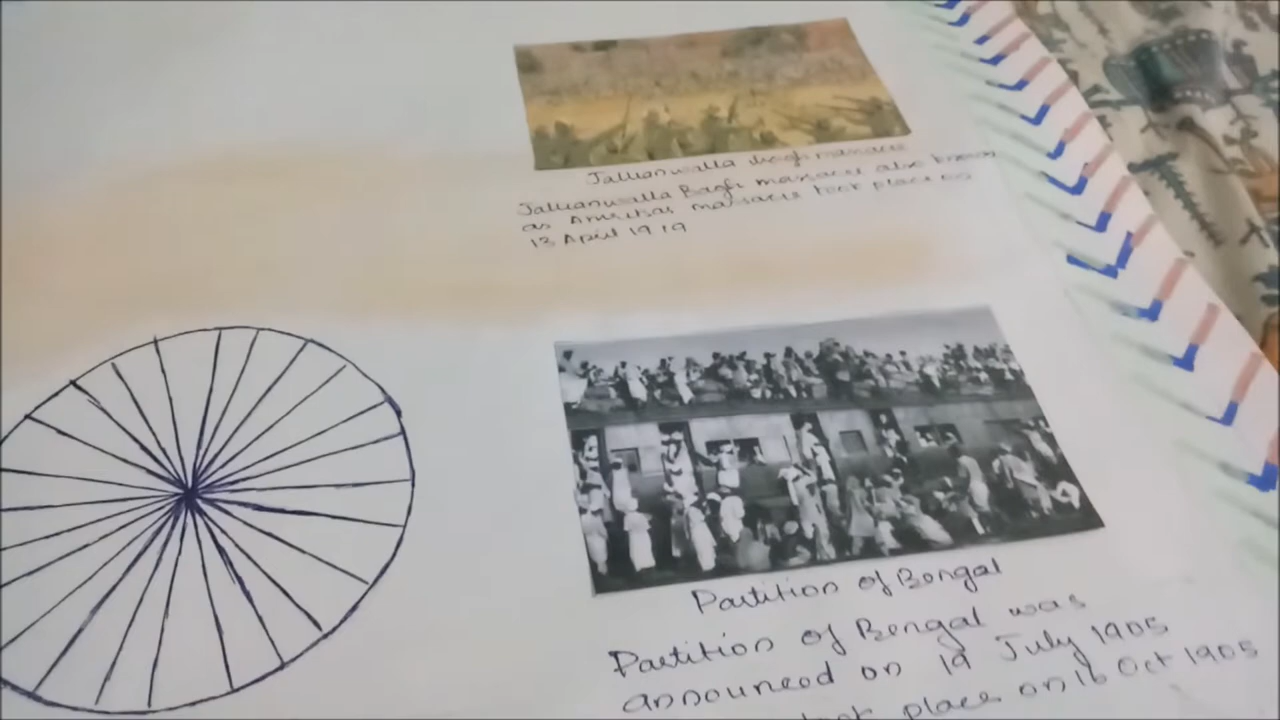 Jallianwalla bagh massacre
Jallianwalla Bagh massacre also known
as Amritsar massacre took place on
13 April 1919
Partition of Bengal
Partition of Bengal was
announced on 19 July 1905
took place on 16 Oct 1905